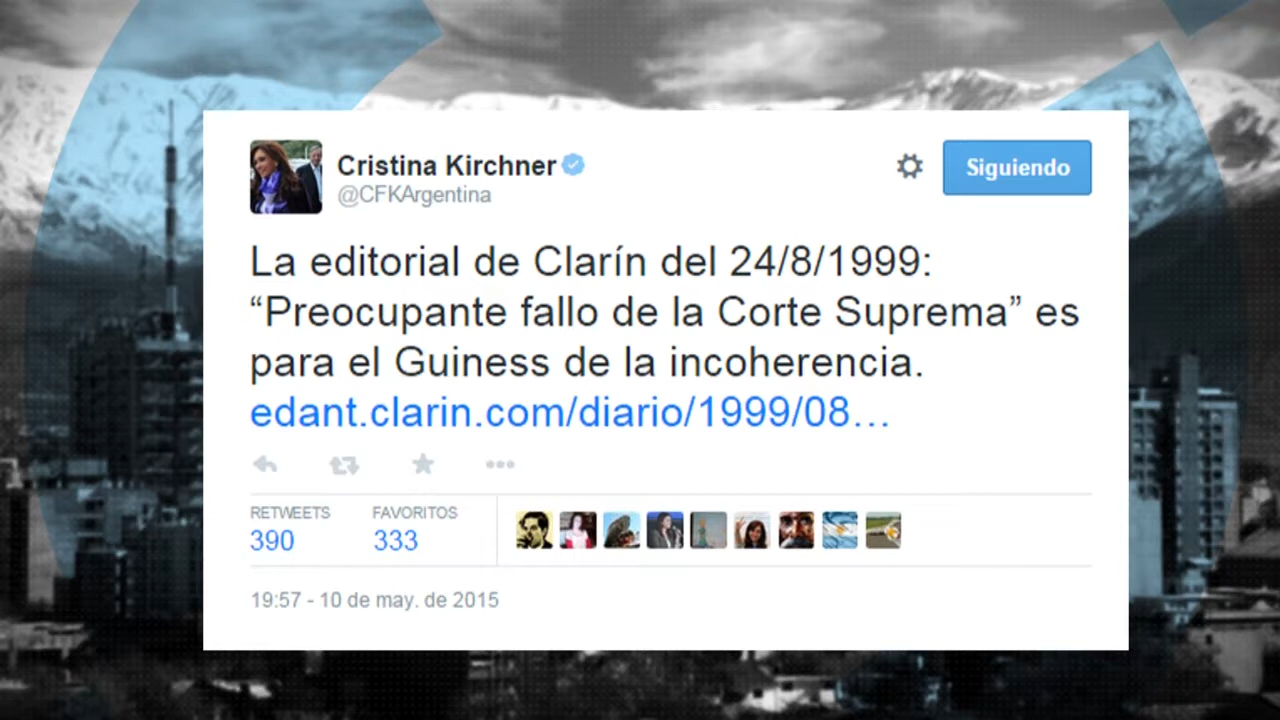 Cristina Kirchner
@CFKArgentina
Siguiendo
La editorial de Clarín del 24/8/1999:
“Preocupante fallo de la Corte Suprema” es
para el Guiness de la incoherencia.
edant.clarin.com/diario/1999/08...
RETWEETS FAVORITOS
390 333
19:57 - 10 de may. de 2015